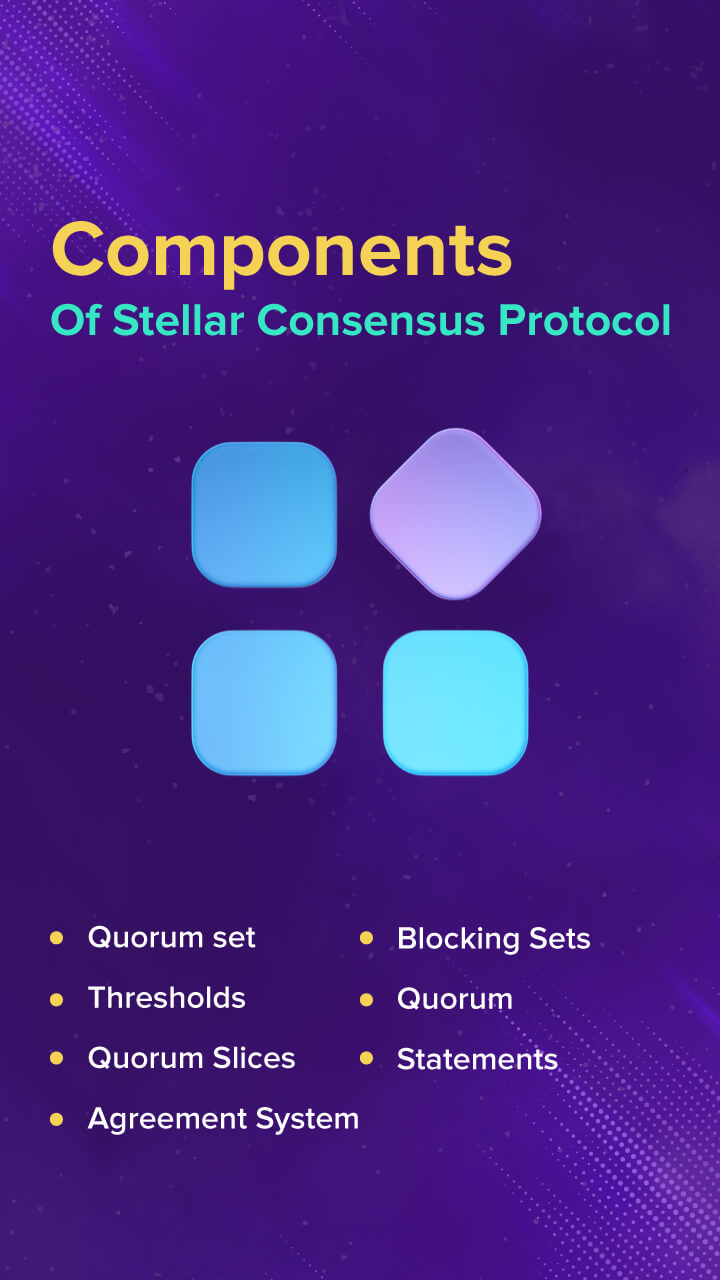 Components
Of Stellar Consensus Protocol
Quorum set
Thresholds
Quorum Slices
Agreement System
Blocking Sets
Quorum
Statements